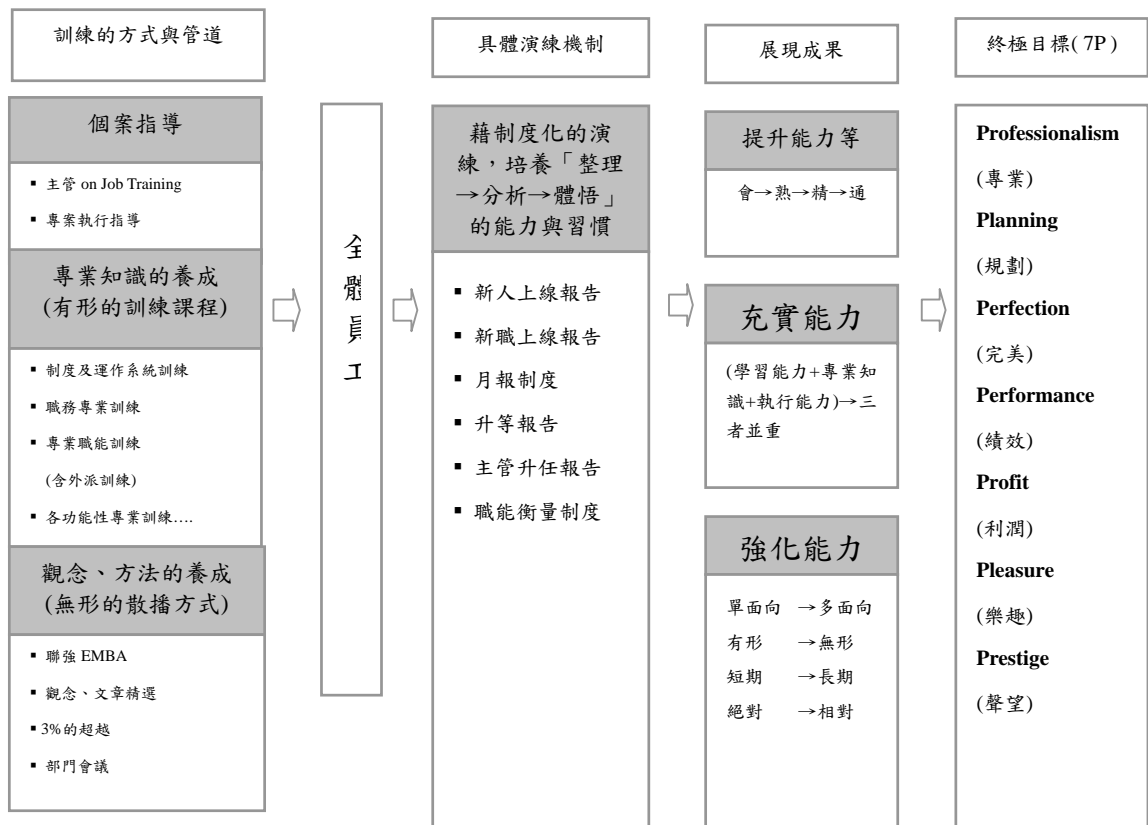 訓練的方式與管道
具體演練機制
展現成果
終極目標( 7P )
個案指導
▪ 主管 on Job Training
▪ 專案執行指導
專業知識的養成
(有形的訓練課程)
▪ 制度及運作系統訓練
▪ 職務專業訓練
▪ 專業職能訓練
(含外派訓練)
▪ 各功能性專業訓練….
觀念、方法的養成
(無形的散播方式)
▪ 聯強 EMBA
▪ 觀念、文章精選
▪ 3%的超越
▪ 部門會議
全體員工
藉制度化的演
練，培養「整理
→分析→體悟」
的能力與習慣
▪ 新人上線報告
▪ 新職上線報告
▪ 月報制度
▪ 升等報告
▪ 主管升任報告
▪ 職能衡量制度
提升能力等
會→熟→精→通
充實能力
(學習能力+專業知
識+執行能力)→三
者並重
強化能力
單面向 →多面向
有形 →無形
短期 →長期
絕對 →相對
Professionalism
(專業)
Planning
(規劃)
Perfection
(完美)
Performance
(績效)
Profit
(利潤)
Pleasure
(樂趣)
Prestige
(聲望)